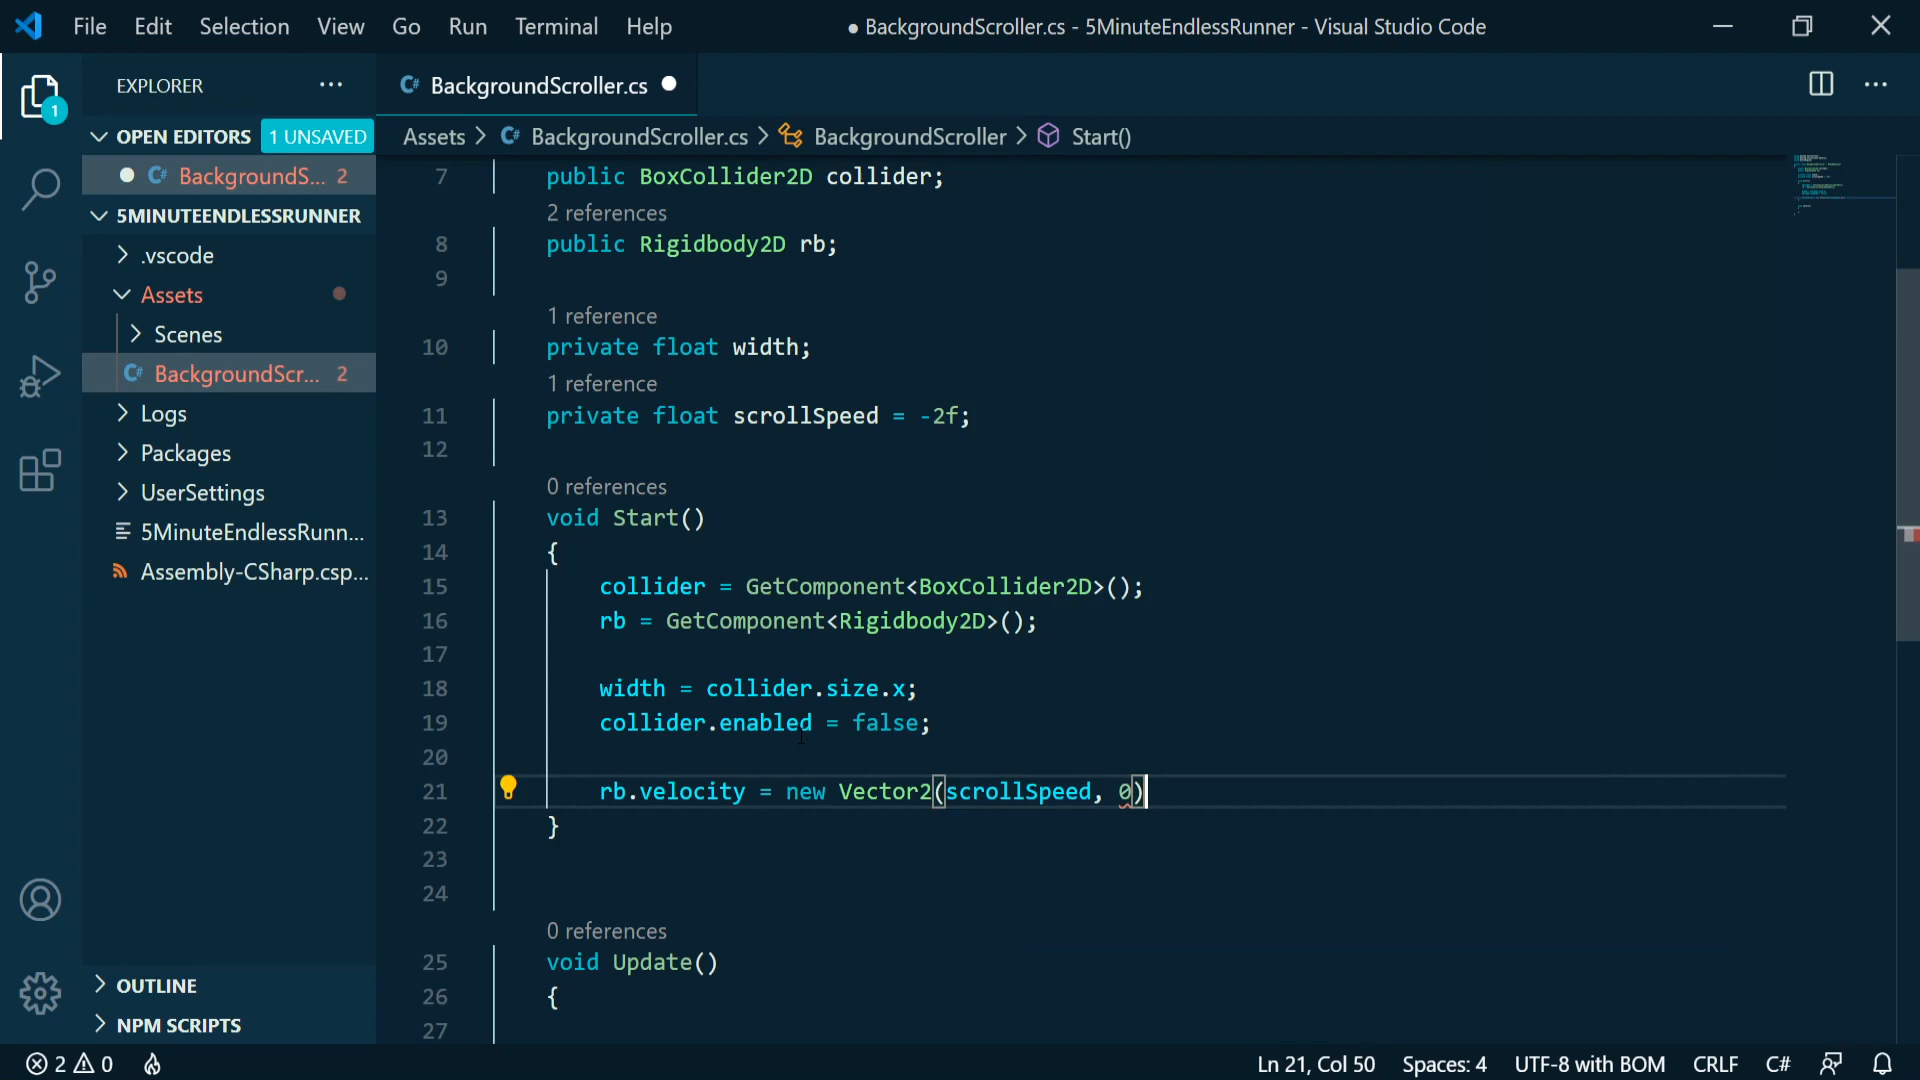 File Edit Selection View Go Run Terminal Help
● BackgroundScroller.cs - 5MinuteEndlessRunner - Visual Studio Code
1
EXPLORER ...
OPEN EDITORS 1 UNSAVED
BackgroundS... 2
5MINUTEENDLESSRUNNER
.vscode
Assets
Scenes
BackgroundScr... 2
Logs
Packages
UserSettings
5MinuteEndlessRunn...
Assembly-CSharp.csp...
OUTLINE
NPM SCRIPTS
BackgroundScroller.cs
Assets > BackgroundScroller.cs > BackgroundScroller > Start()
7 public BoxCollider2D collider;
2 references
8 public Rigidbody2D rb;
9
1 reference
10 private float width;
1 reference
11 private float scrollSpeed = -2f;
12
0 references
13 void Start()
14 {
15 collider = GetComponent<BoxCollider2D>();
16 rb = GetComponent<Rigidbody2D>();
17
18 width = collider.size.x;
19 collider.enabled = false;
20
21 rb.velocity = new Vector2(scrollSpeed, 0)
22 }
23
24
0 references
25 void Update()
26 {
27
2 0
Ln 21, Col 50 Spaces: 4 UTF-8 with BOM CRLF C#